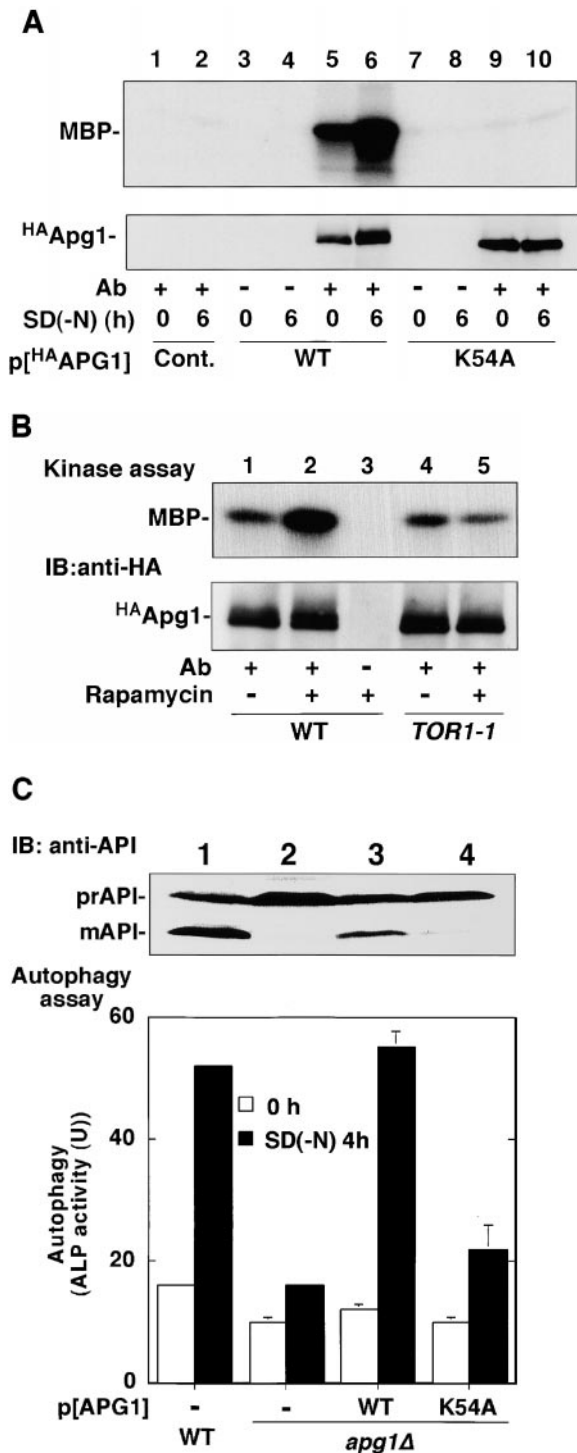 A
1 2 3 4 5 6 7 8 9 10
MBP-
HAApg1-
Ab + + - - + + - - + +
SD(-N) (h) 0 6 0 6 0 6 0 6 0 6
p[HAAPG1] Cont. WT K54A
B
Kinase assay 1 2 3 4 5
MBP-
IB:anti-HA
HAApg1-
Ab + + - + +
Rapamycin - + + - +
WT TOR1-1
C
IB: anti-API 1 2 3 4
prAPI-
mAPI-
Autophagy
assay
60
0 h
SD(-N) 4h
40
Autophagy
(ALP activity (U))
20
0
p[APG1] - - WT K54A
WT apg1Δ